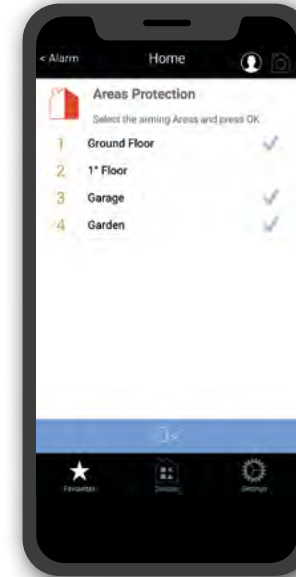 < Alarm Home
Areas Protection
Select the arming Areas and press OK
1 Ground Floor
2 1° Floor
3 Garage
4 Garden
Favourites Devices Settings